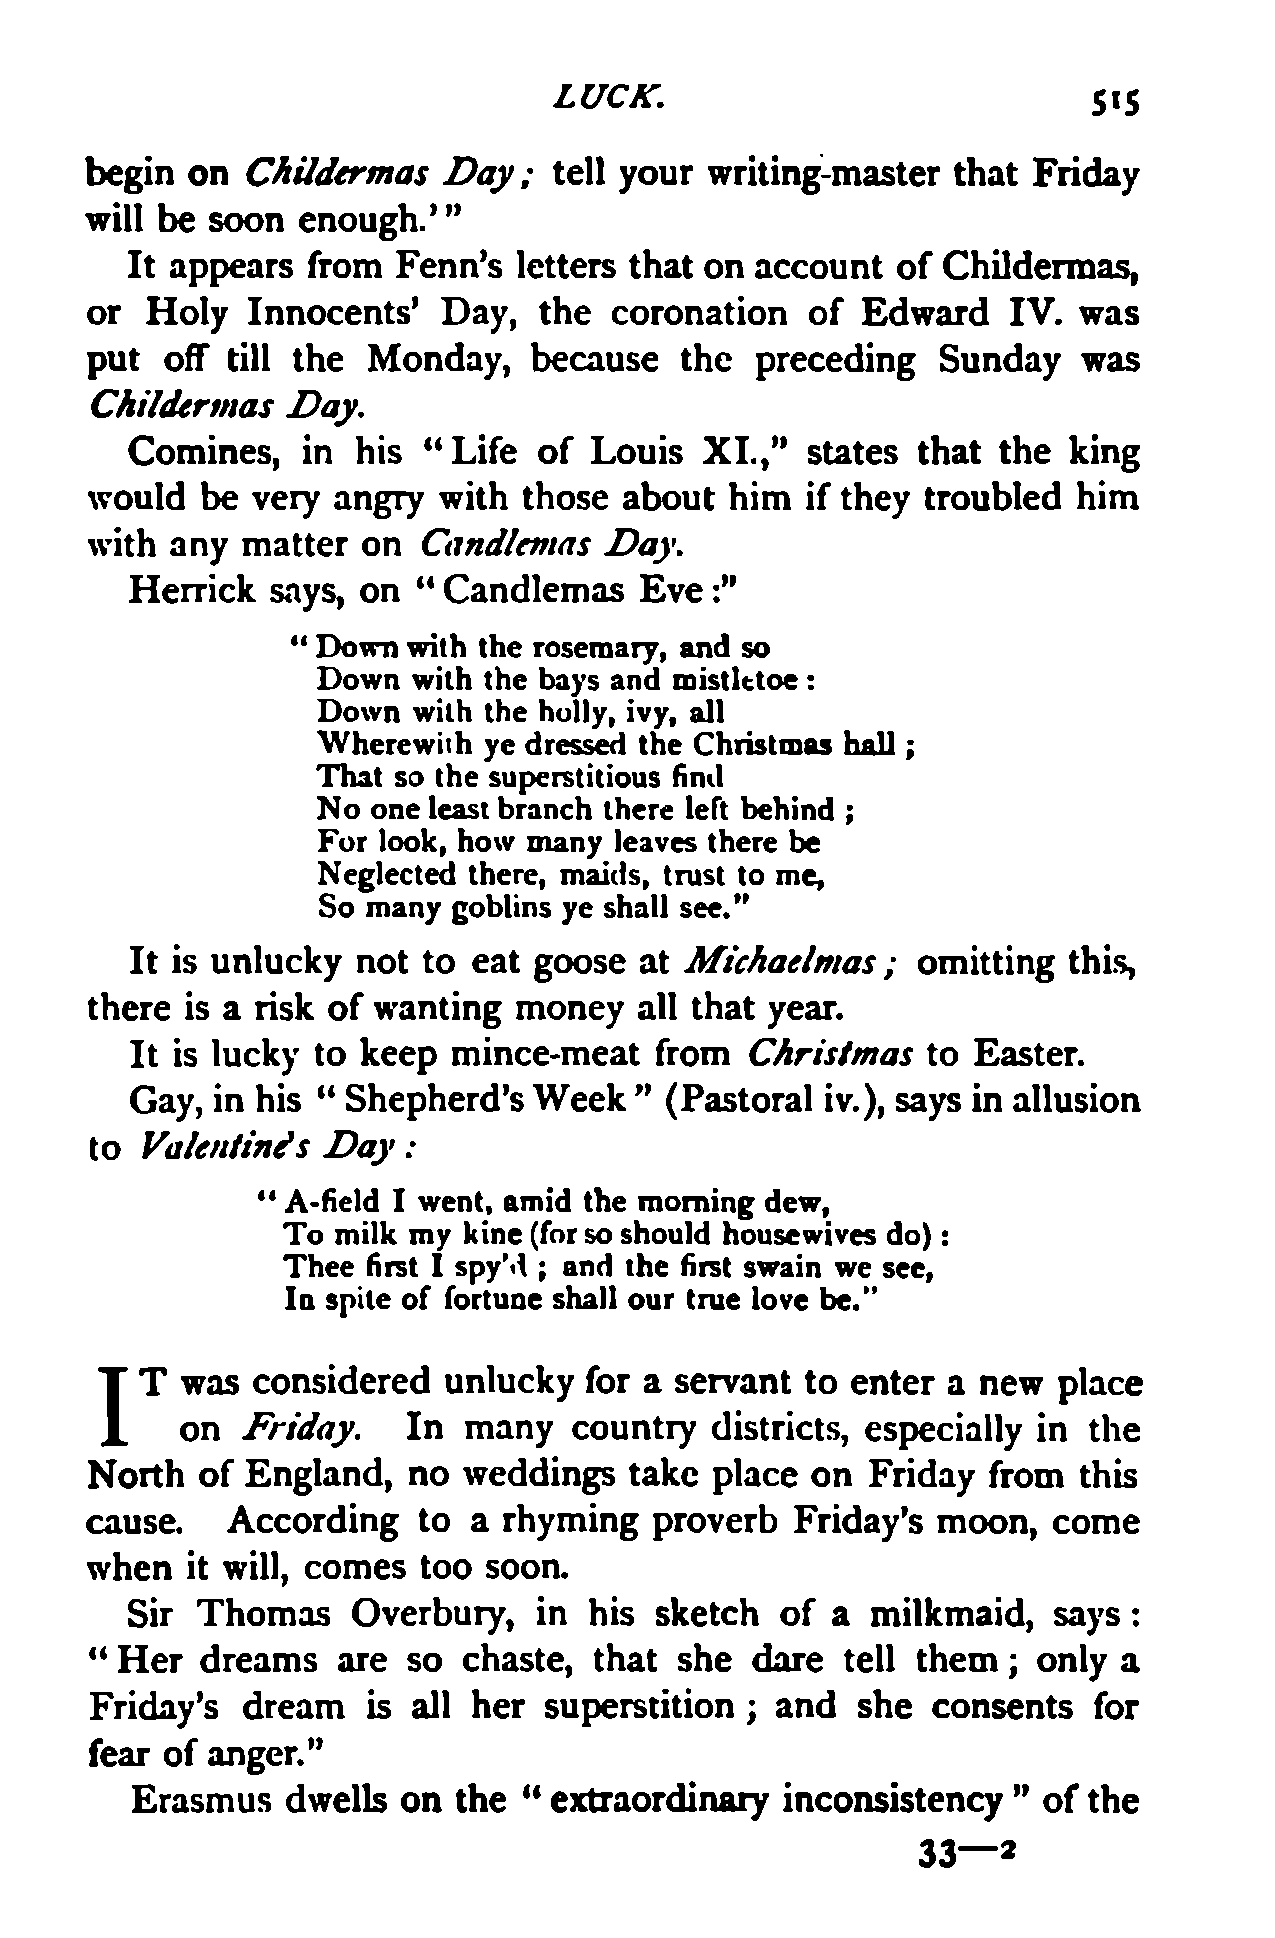 LUCK. 515
begin on Childermas Day; tell your writing-master that Friday
will be soon enough.'"
It appears from Fenn's letters that on account of Childermas,
or Holy Innocents' Day, the coronation of Edward IV. was
put off till the Monday, because the preceding Sunday was
Childermas Day.
Comines, in his "Life of Louis XI.," states that the king
would be very angry with those about him if they troubled him
with any matter on Candlemas Day.
Herrick says, on "Candlemas Eve:"
"Down with the rosemary, and so
Down with the bays and mistletoe:
Down with the holly, ivy, all
Wherewith ye dressed the Christmas hall;
That so the superstitious find
No one least branch there left behind;
For look, how many leaves there be
Neglected there, maids, trust to me,
So many goblins ye shall see."
It is unlucky not to eat goose at Michaelmas; omitting this,
there is a risk of wanting money all that year.
It is lucky to keep mince-meat from Christmas to Easter.
Gay, in his "Shepherd's Week" (Pastoral iv.), says in allusion
to Valentine's Day:
"A-field I went, amid the morning dew,
To milk my kine (for so should housewives do):
Thee first I spy'd; and the first swain we see,
In spite of fortune shall our true love be."
IT was considered unlucky for a servant to enter a new place
on Friday. In many country districts, especially in the
North of England, no weddings take place on Friday from this
cause. According to a rhyming proverb Friday's moon, come
when it will, comes too soon.
Sir Thomas Overbury, in his sketch of a milkmaid, says:
"Her dreams are so chaste, that she dare tell them; only a
Friday's dream is all her superstition; and she consents for
fear of anger."
Erasmus dwells on the "extraordinary inconsistency" of the
33—2